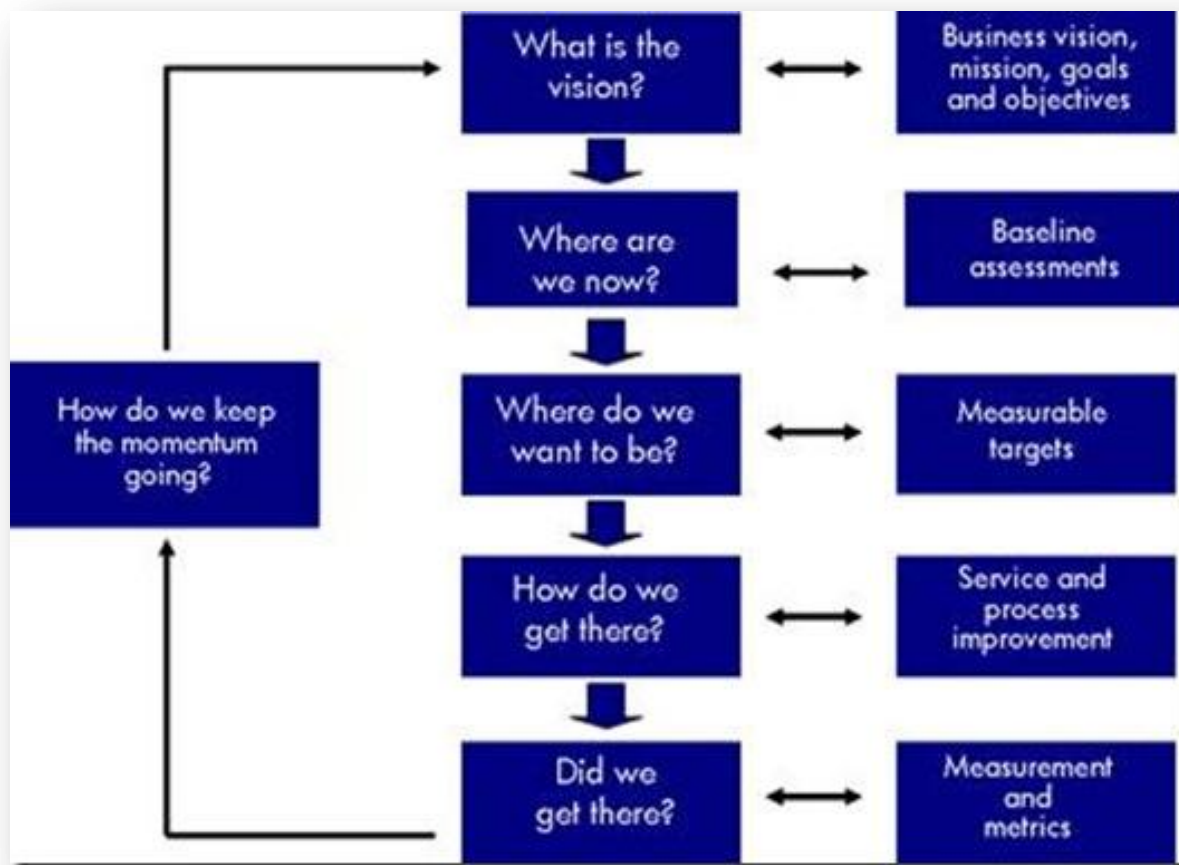 What is the
vision?
Business vision,
mission, goals
and objectives
Where are
we now?
Baseline
assessments
How do we keep
the momentum
going?
Where do we
want to be?
Measurable
targets
How do we
get there?
Service and
process
improvement
Did we
get there?
Measurement
and
metrics